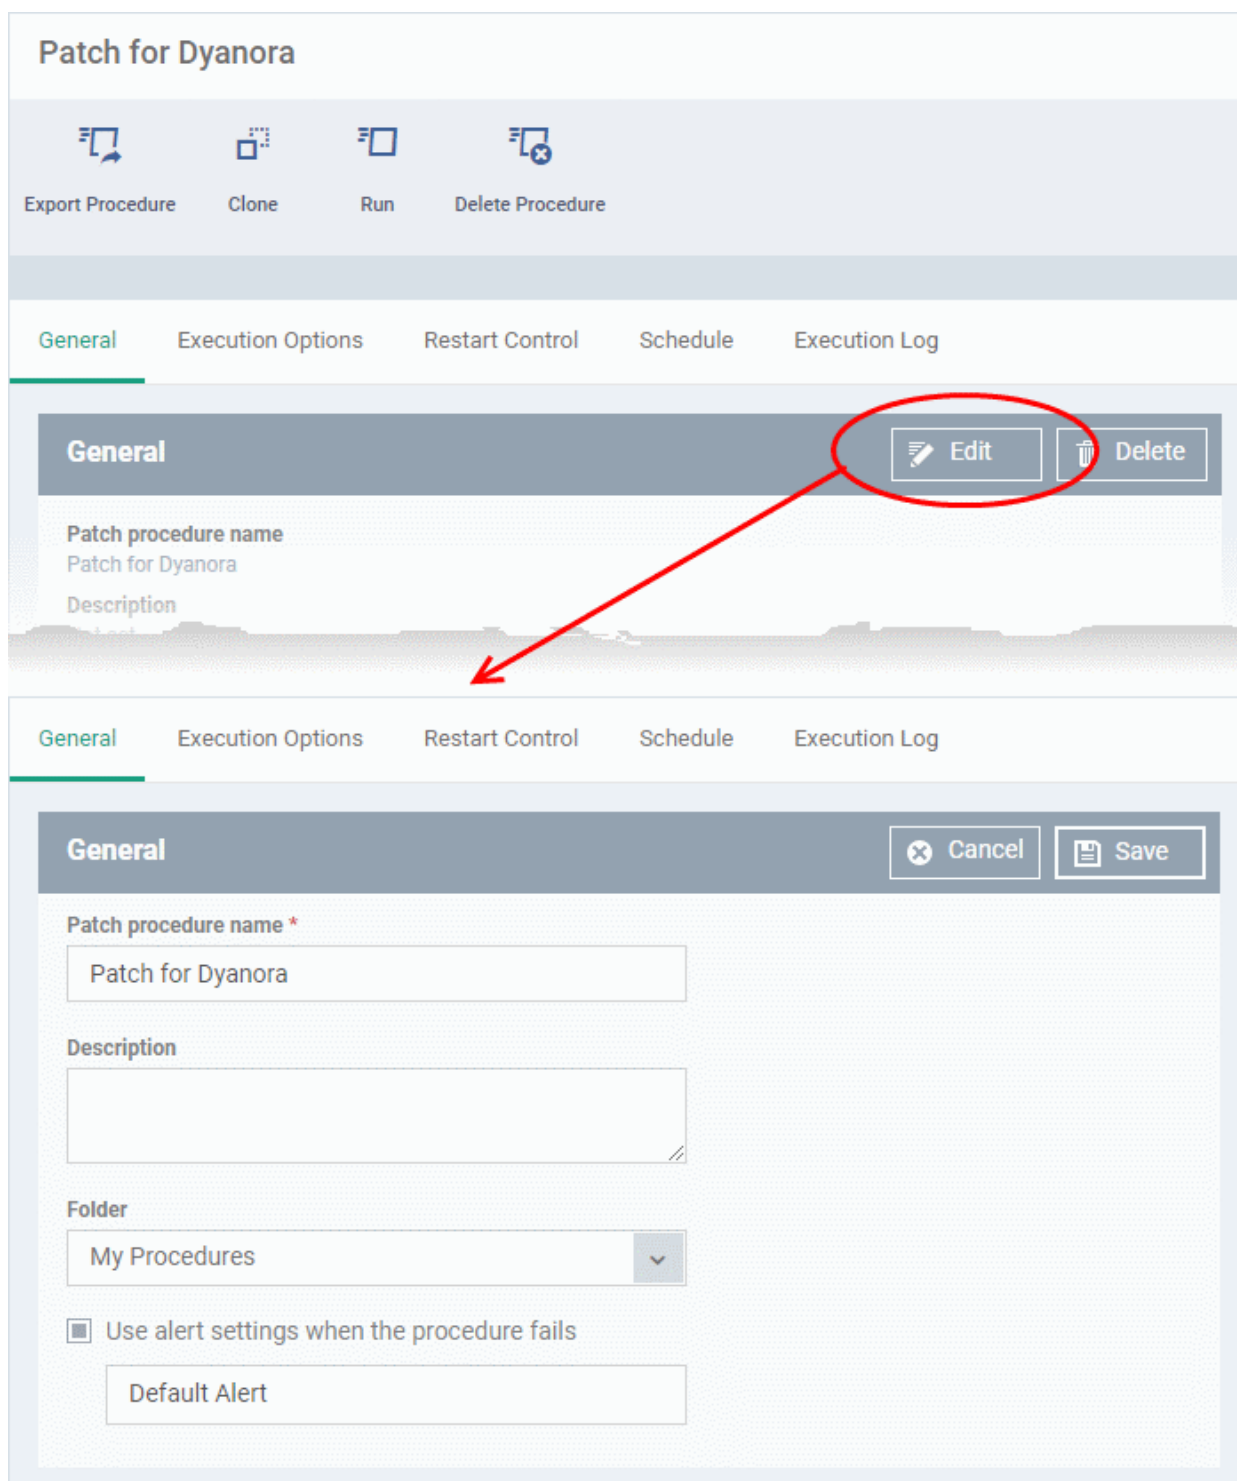 Patch for Dyanora
Export Procedure Clone Run Delete Procedure
General Execution Options Restart Control Schedule Execution Log
General Edit Delete
Patch procedure name
Patch for Dyanora
Description
General Execution Options Restart Control Schedule Execution Log
General Cancel Save
Patch procedure name *
Patch for Dyanora
Description
Folder
My Procedures
Use alert settings when the procedure fails
Default Alert